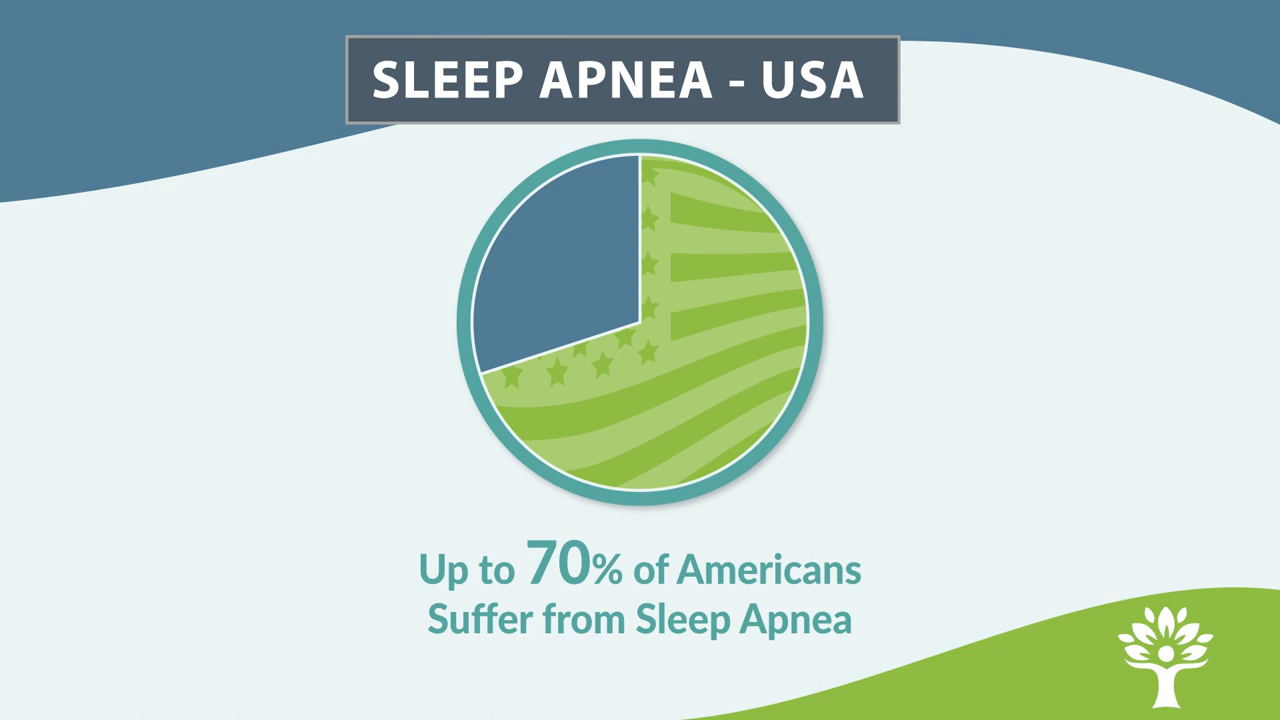 SLEEP APNEA - USA
Up to 70% of Americans
Suffer from Sleep Apnea